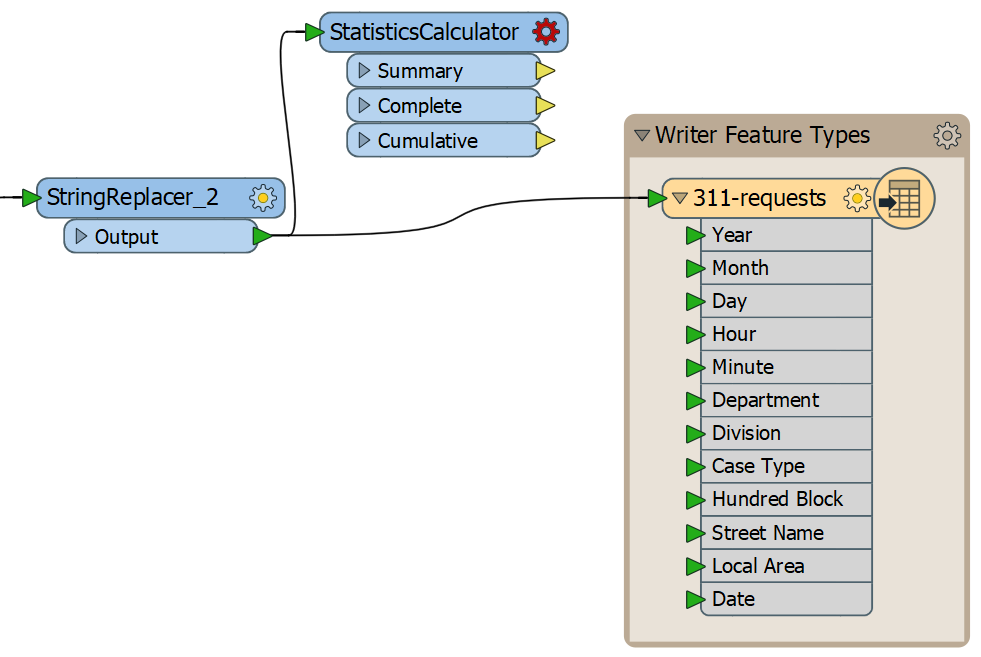 StatisticsCalculator
Summary
Complete
Cumulative
StringReplacer_2
Output
Writer Feature Types
311-requests
Year
Month
Day
Hour
Minute
Department
Division
Case Type
Hundred Block
Street Name
Local Area
Date